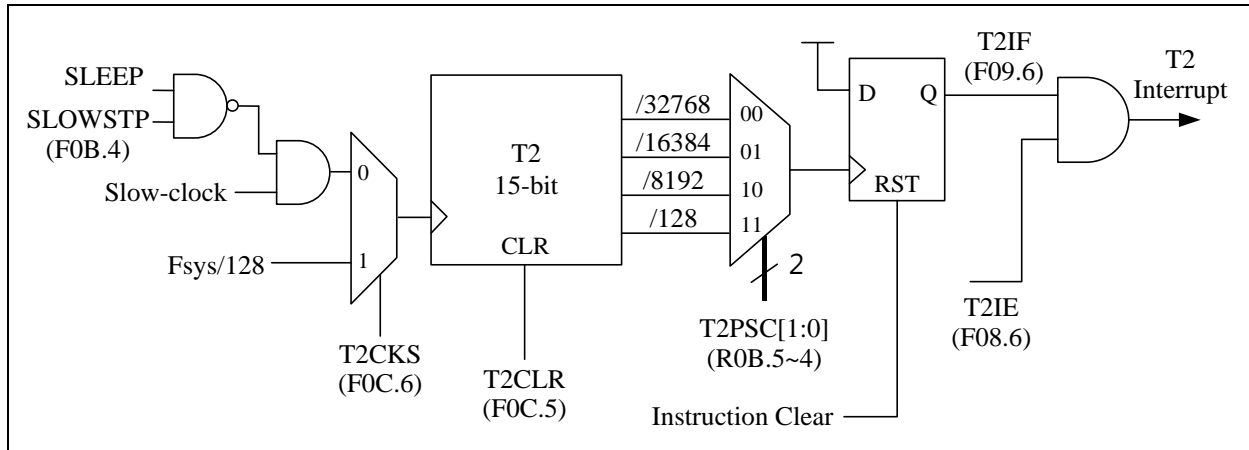 SLEEP
SLOWSTP
(F0B.4)
Slow-clock
Fsys/128
0
1
T2CKS
(F0C.6)
T2
15-bit
CLR
T2CLR
(F0C.5)
/32768
/16384
/8192
/128
00
01
10
11
2
T2PSC[1:0]
(R0B.5~4)
D
Q
RST
Instruction Clear
T2IF
(F09.6)
T2IE
(F08.6)
T2
Interrupt